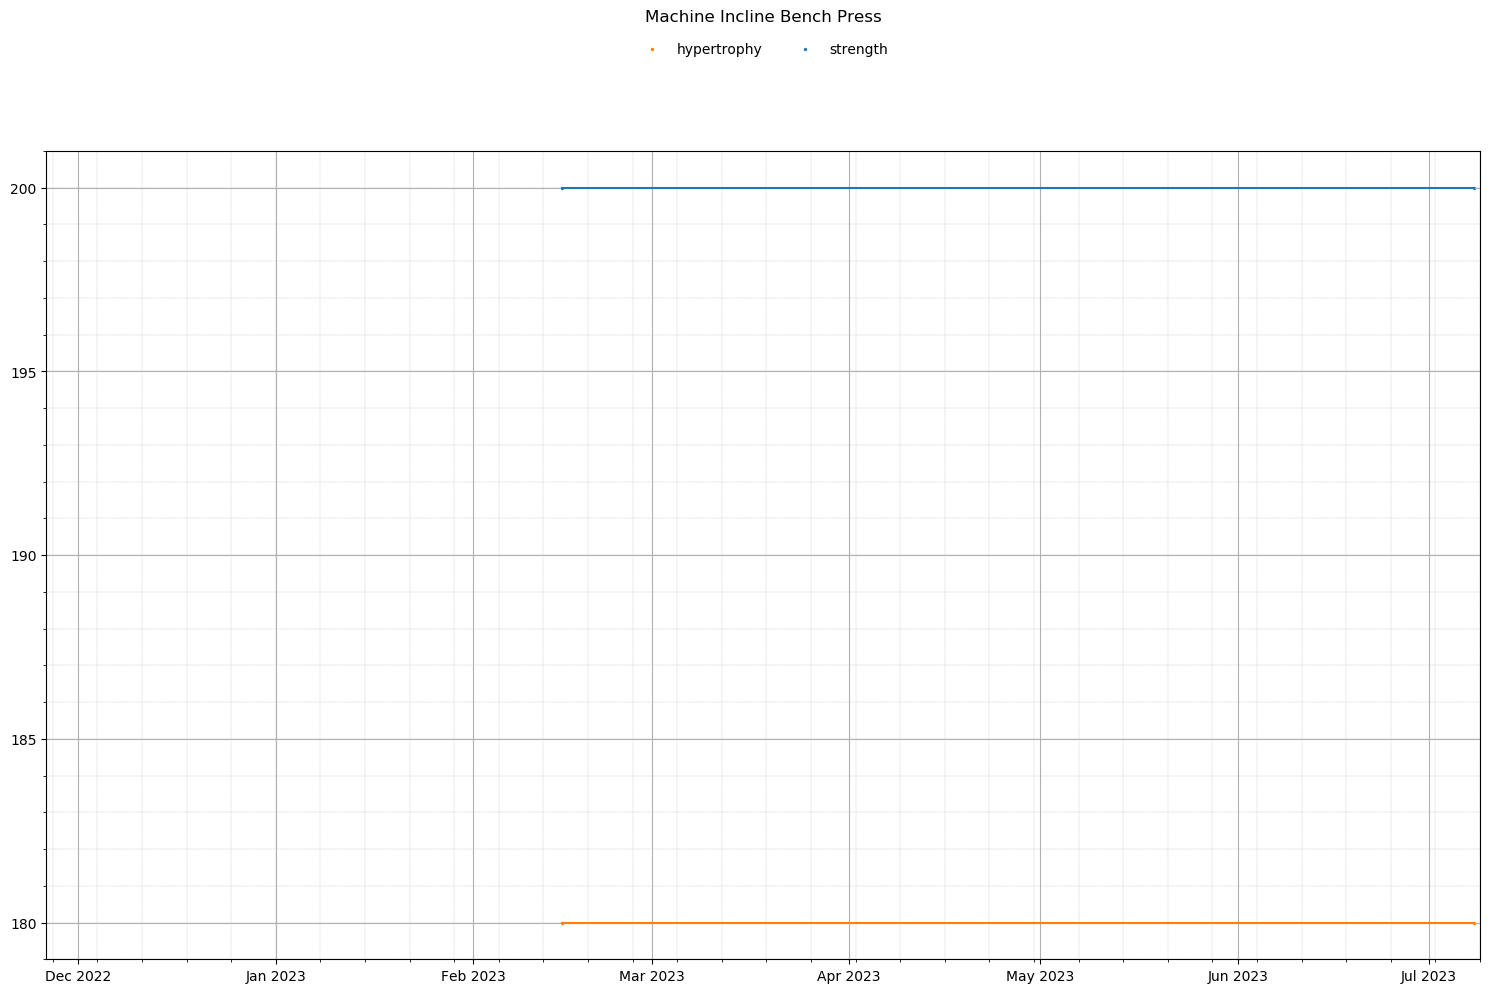 Machine Incline Bench Press
hypertrophy strength
200
195
190
185
180
Dec 2022 Jan 2023 Feb 2023 Mar 2023 Apr 2023 May 2023 Jun 2023 Jul 2023